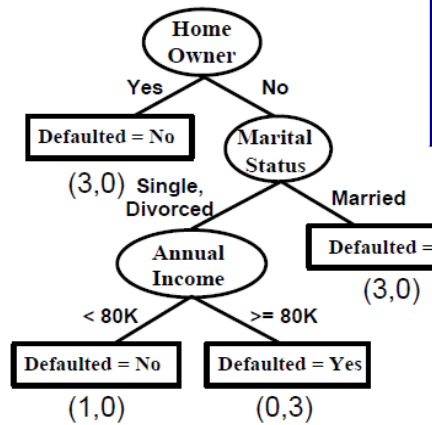 Home
Owner
Yes
No
Defaulted = No
(3,0)
Marital
Status
Single,
Divorced
Married
Annual
Income
Defaulted =
(3,0)
< 80K
>= 80K
Defaulted = No
Defaulted = Yes
(1,0)
(0,3)